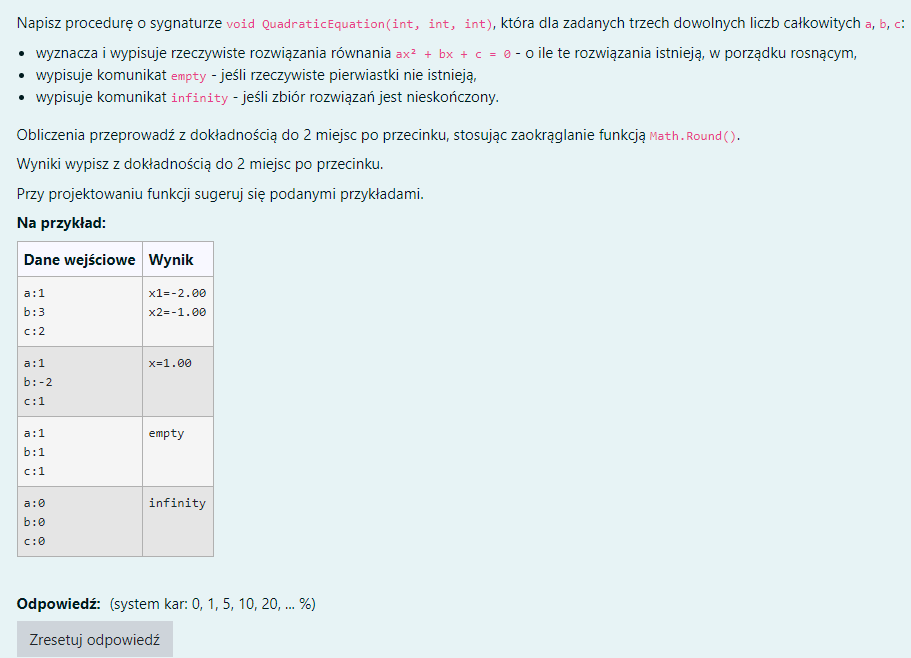 Napisz procedurę o sygnaturze void QuadraticEquation(int, int, int), która dla zadanych trzech dowolnych liczb całkowitych a, b, c:
• wyznacza i wypisuje rzeczywiste rozwiązania równania ax² + bx + c = 0 - o ile te rozwiązania istnieją, w porządku rosnącym,
• wypisuje komunikat empty - jeśli rzeczywiste pierwiastki nie istnieją,
• wypisuje komunikat infinity - jeśli zbiór rozwiązań jest nieskończony.
Obliczenia przeprowadź z dokładnością do 2 miejsc po przecinku, stosując zaokrąglanie funkcją Math.Round().
Wyniki wypisz z dokładnością do 2 miejsc po przecinku.
Przy projektowaniu funkcji sugeruj się podanymi przykładami.
Na przykład:
Dane wejściowe Wynik
a:1 x1=-2.00
b:3 x2=-1.00
c:2
a:1 x=1.00
b:-2
c:1
a:1 empty
b:1
c:1
a:0 infinity
b:0
c:0
Odpowiedź: (system kar: 0, 1, 5, 10, 20, ... %)
Zresetuj odpowiedź